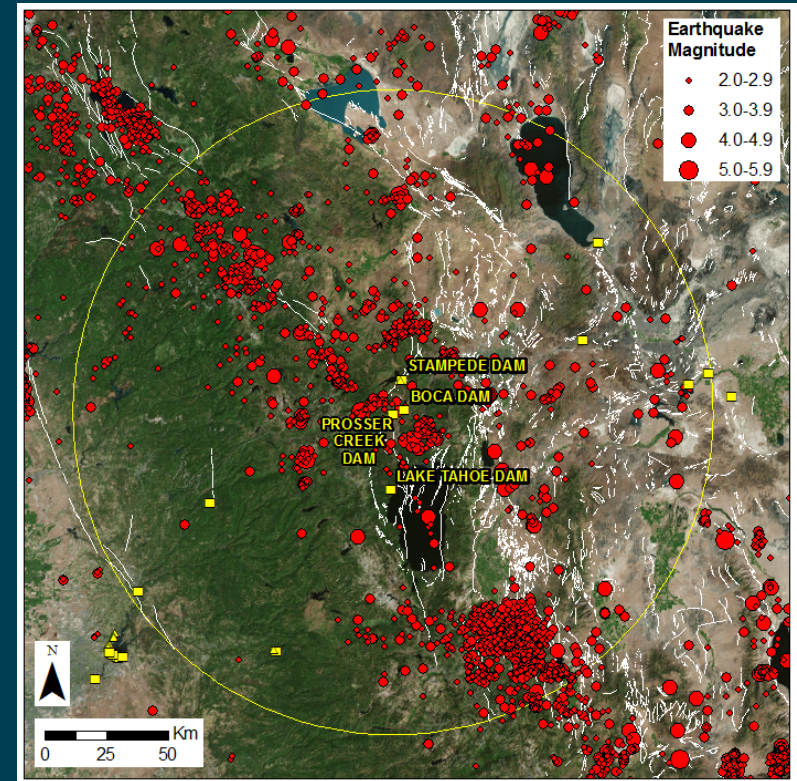 Earthquake
Magnitude
2.0-2.9
3.0-3.9
4.0-4.9
5.0-5.9
STAMPEDE DAM
BOCA DAM
PROSSER
CREEK
DAM
LAKE TAHOE DAM
N
Km
0 25 50